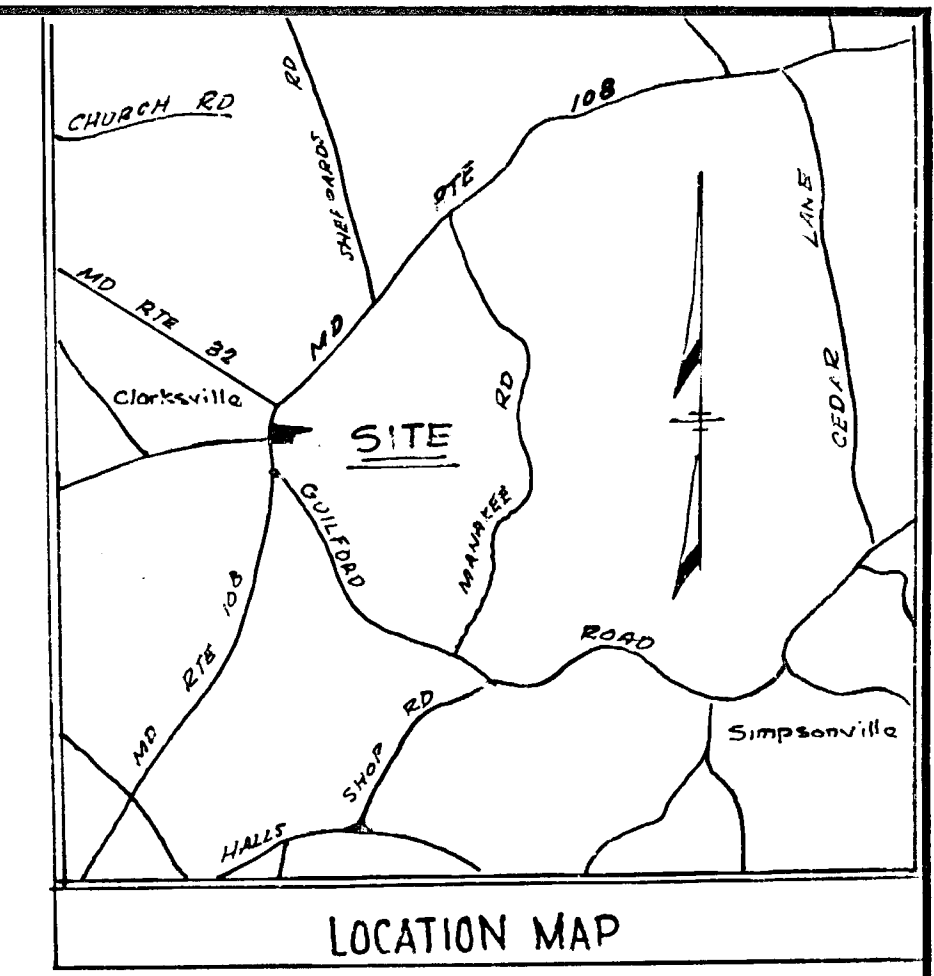 CHURCH RD
SHEPPARDS RD
MD RTE 108
MD RTE 32
Clarksville
SITE
GUILFORD ROAD
MANAKEE RD
CEDAR LANE
MD RTE 108
SHOP RD
HALLS
Simpsonville
LOCATION MAP